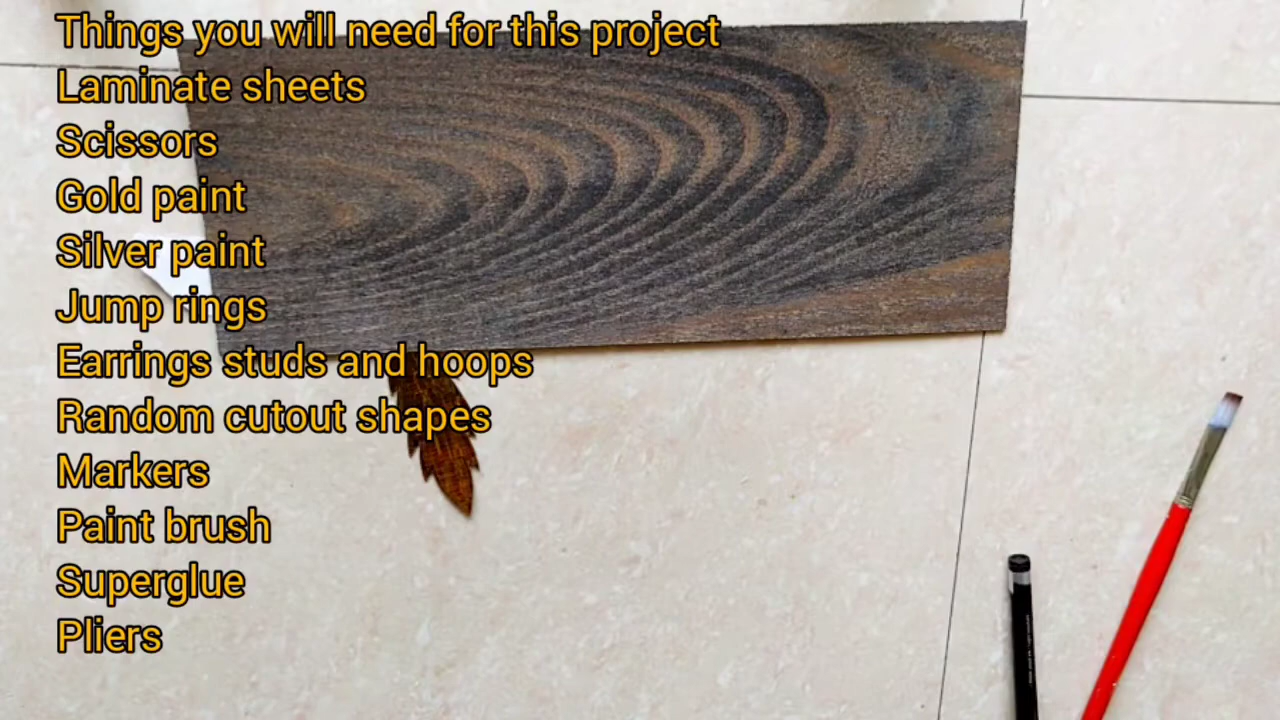 Things you will need for this project
Laminate sheets
Scissors
Gold paint
Silver paint
Jump rings
Earrings studs and hoops
Random cutout shapes
Markers
Paint brush
Superglue
Pliers